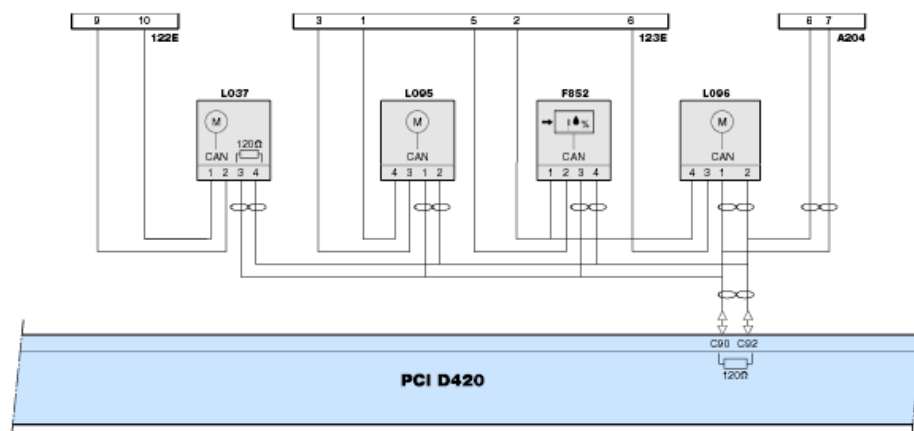 9 10 3 1 5 2 6 6 7
122E 123E A204
L037 L095 F852 L096
M M % M
120Ω
CAN CAN CAN CAN
1 2 3 4 4 3 1 2 1 2 3 4 4 3 1 2
C90 C92
120Ω
PCI D420